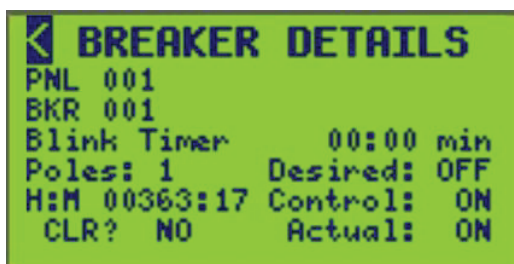 < BREAKER DETAILS
PNL 001
BKR 001
Blink Timer 00:00 min
Poles: 1 Desired: OFF
H:M 00363:17 Control: ON
CLR? NO Actual: ON